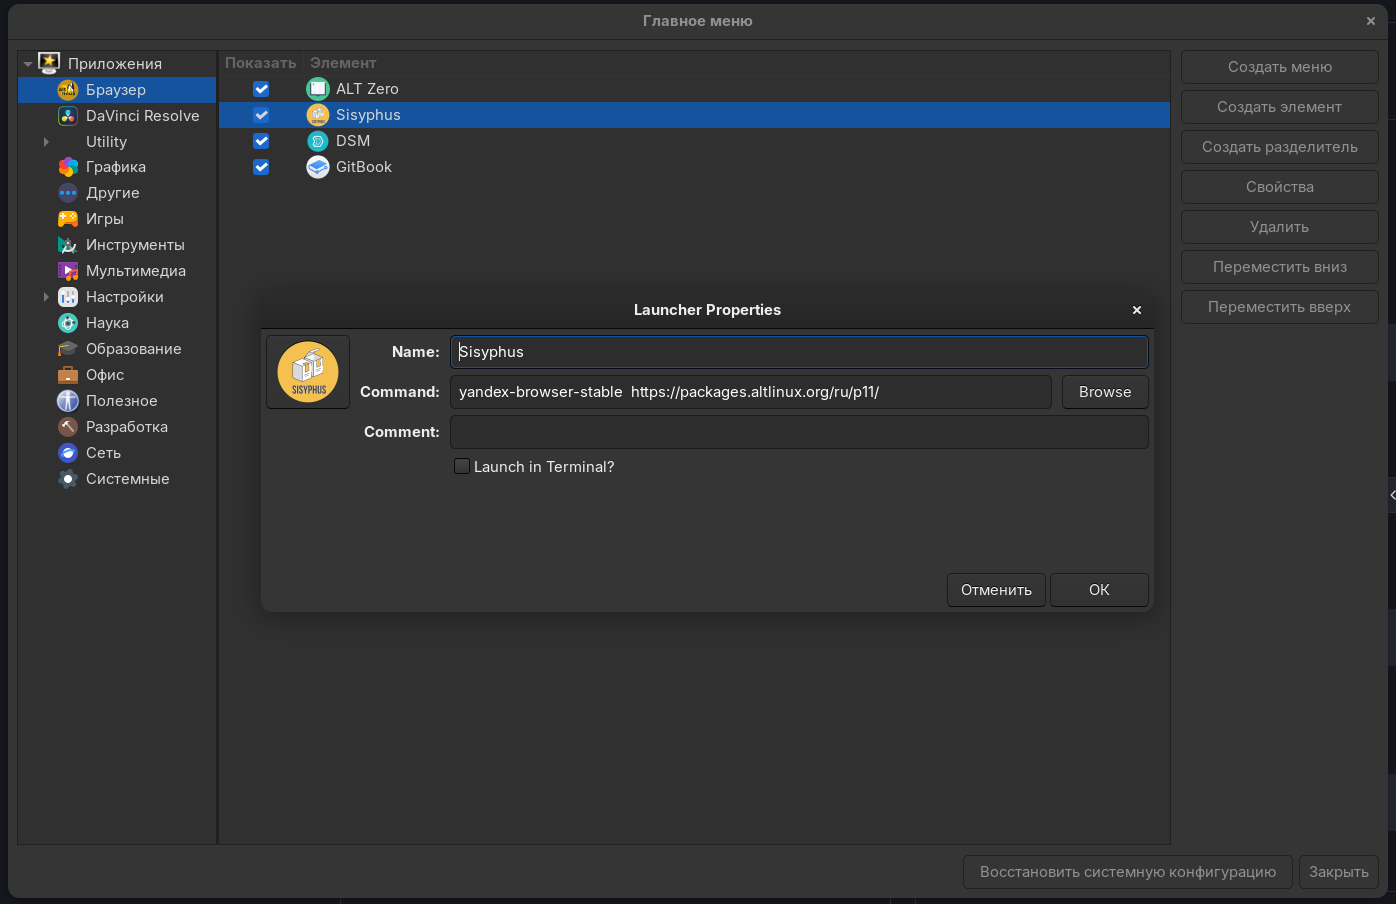 Главное меню
Приложения
Браузер
DaVinci Resolve
Utility
Графика
Другие
Игры
Инструменты
Мультимедиа
Настройки
Наука
Образование
Офис
Полезное
Разработка
Сеть
Системные
Показать Элемент
ALT Zero
Sisyphus
DSM
GitBook
Создать меню
Создать элемент
Создать разделитель
Свойства
Удалить
Переместить вниз
Переместить вверх
Launcher Properties
SISYPHUS
Name: Sisyphus
Command: yandex-browser-stable  https://packages.altlinux.org/ru/p11/ Browse
Comment:
Launch in Terminal?
Отменить OK
Восстановить системную конфигурацию Закрыть